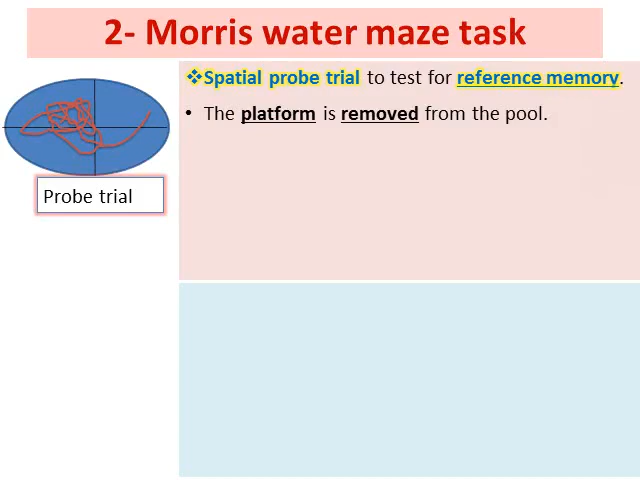 2- Morris water maze task
❖Spatial probe trial to test for reference memory.
• The platform is removed from the pool.
Probe trial